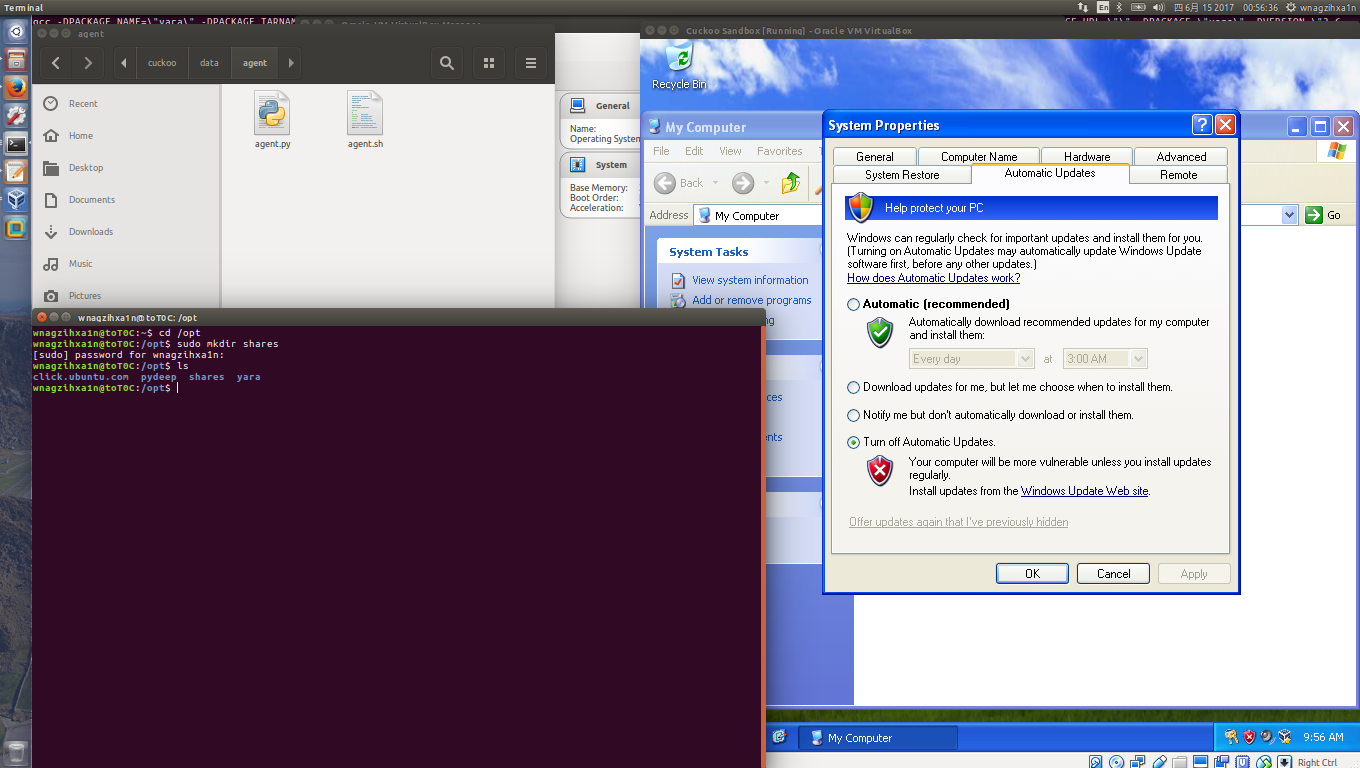 Terminal
En
四 6月 15 2017
00:56:36
wnagzihxa1n
gcc -DPACKAGE_NAME=\"yara\" -DPACKAGE_TARNAM
agent
Oracle VM VirtualBox Manager
cuckoo
data
agent
Recent
Home
Desktop
Documents
Downloads
Music
Pictures
agent.py
agent.sh
General
Name:
Operating System
System
Base Memory:
Boot Order:
Acceleration:
wnagzihxa1n@toT0C: /opt
wnagzihxa1n@toT0C:~$ cd /opt
wnagzihxa1n@toT0C:/opt$ sudo mkdir shares
[sudo] password for wnagzihxa1n:
wnagzihxa1n@toT0C:/opt$ ls
click.ubuntu.com pydeep shares yara
wnagzihxa1n@toT0C:/opt$
Cuckoo Sandbox [Running] - Oracle VM VirtualBox
Recycle Bin
My Computer
File Edit View Favorites
Back
Address
My Computer
Go
System Tasks
View system information
Add or remove programs
System Properties
General
Computer Name
Hardware
Advanced
System Restore
Automatic Updates
Remote
Help protect your PC
Windows can regularly check for important updates and install them for you.
(Turning on Automatic Updates may automatically update Windows Update
software first, before any other updates.)
How does Automatic Updates work?
Automatic (recommended)
Automatically download recommended updates for my computer
and install them:
Every day
at
3:00 AM
Download updates for me, but let me choose when to install them.
Notify me but don't automatically download or install them.
Turn off Automatic Updates.
Your computer will be more vulnerable unless you install updates
regularly.
Install updates from the Windows Update Web site.
Offer updates again that I've previously hidden
OK
Cancel
Apply
My Computer
9:56 AM
Right Ctrl